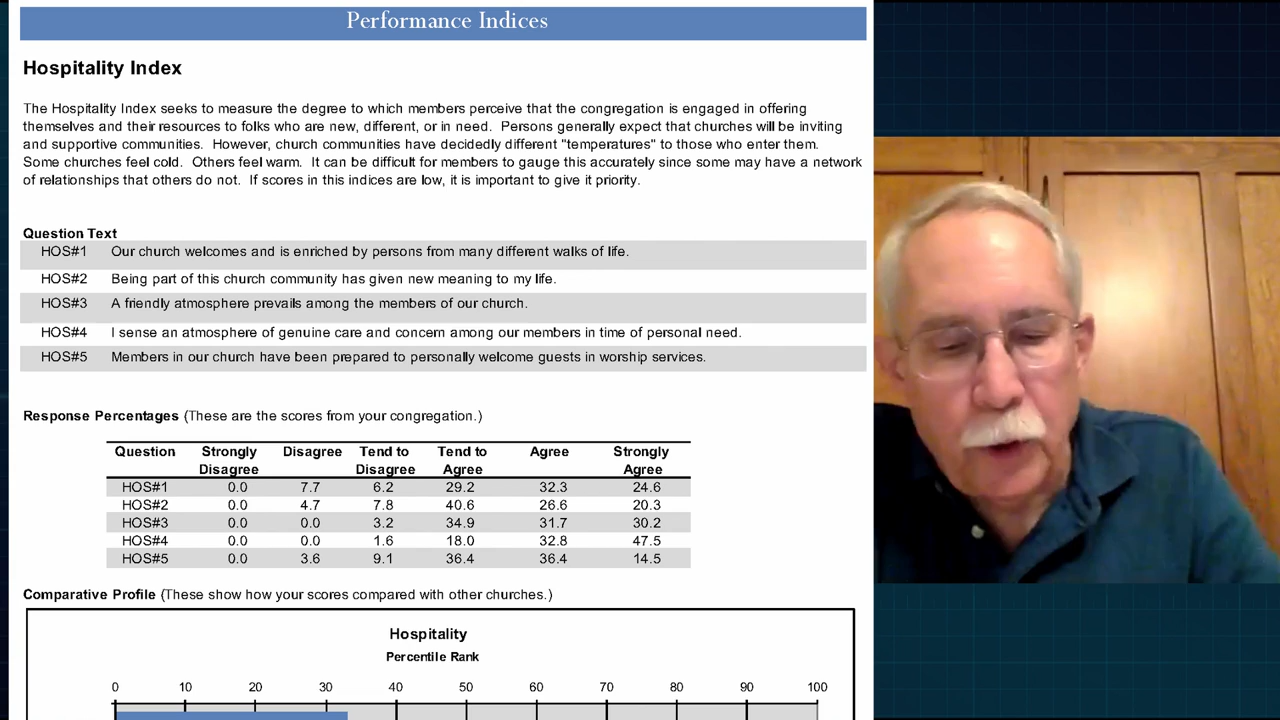 Performance Indices
Hospitality Index
The Hospitality Index seeks to measure the degree to which members perceive that the congregation is engaged in offering
themselves and their resources to folks who are new, different, or in need. Persons generally expect that churches will be inviting
and supportive communities. However, church communities have decidedly different "temperatures" to those who enter them.
Some churches feel cold. Others feel warm. It can be difficult for members to gauge this accurately since some may have a network
of relationships that others do not. If scores in this indices are low, it is important to give it priority.
Question Text
HOS#1 Our church welcomes and is enriched by persons from many different walks of life.
HOS#2 Being part of this church community has given new meaning to my life.
HOS#3 A friendly atmosphere prevails among the members of our church.
HOS#4 I sense an atmosphere of genuine care and concern among our members in time of personal need.
HOS#5 Members in our church have been prepared to personally welcome guests in worship services.
Response Percentages (These are the scores from your congregation.)
Question Strongly Disagree Tend to Tend to Agree Strongly
Disagree Disagree Agree Agree
HOS#1 0.0 7.7 6.2 29.2 32.3 24.6
HOS#2 0.0 4.7 7.8 40.6 26.6 20.3
HOS#3 0.0 0.0 3.2 34.9 31.7 30.2
HOS#4 0.0 0.0 1.6 18.0 32.8 47.5
HOS#5 0.0 3.6 9.1 36.4 36.4 14.5
Comparative Profile (These show how your scores compared with other churches.)
Hospitality
Percentile Rank
0 10 20 30 40 50 60 70 80 90 100